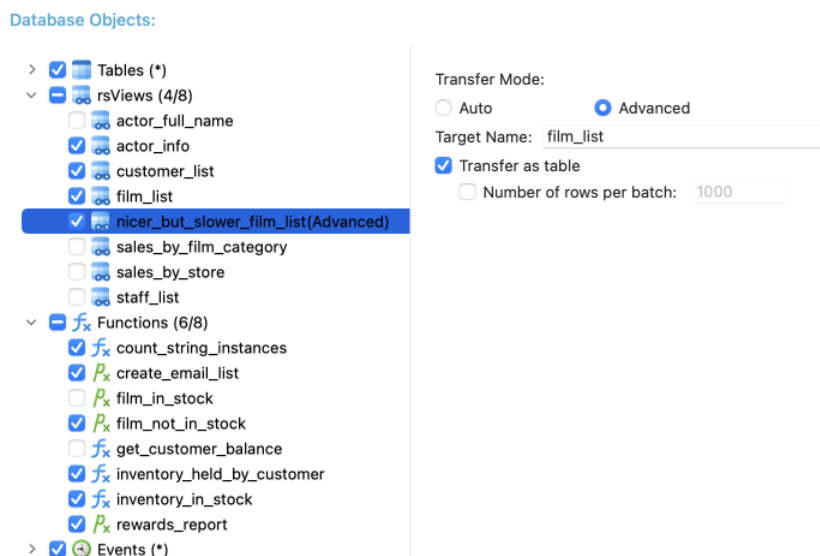 Database Objects:
Tables (*)
rsViews (4/8)
actor_full_name
actor_info
customer_list
film_list
nicer_but_slower_film_list(Advanced)
sales_by_film_category
sales_by_store
staff_list
Functions (6/8)
count_string_instances
create_email_list
film_in_stock
film_not_in_stock
get_customer_balance
inventory_held_by_customer
inventory_in_stock
rewards_report
Events (*)
Transfer Mode:
Auto
Advanced
Target Name: film_list
Transfer as table
Number of rows per batch: 1000